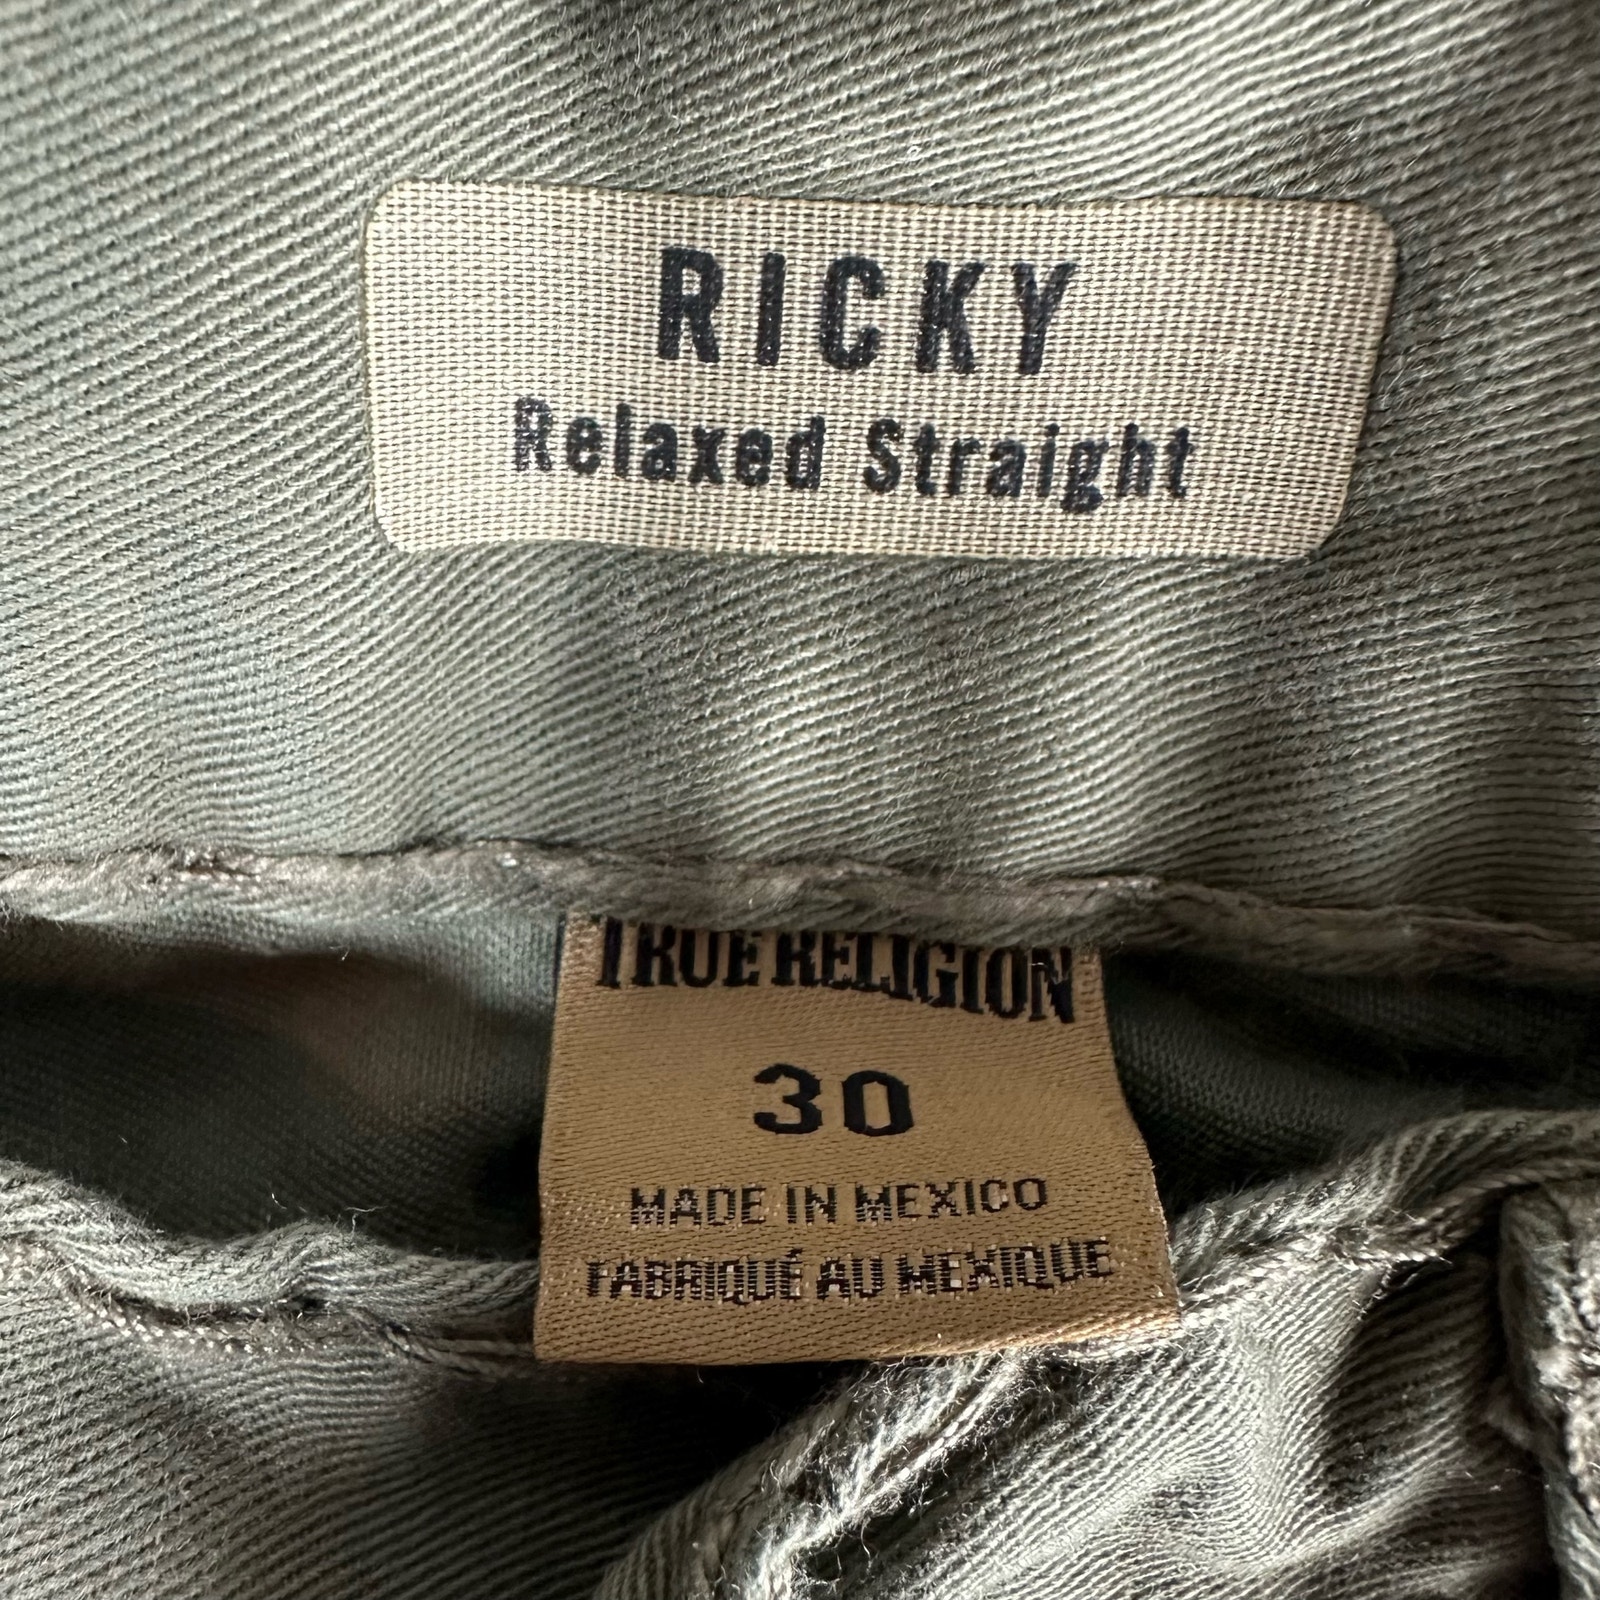 RICKY
Relaxed Straight
TRUE RELIGION
30
MADE IN MEXICO
FABRIQUÉ AU MEXIQUE